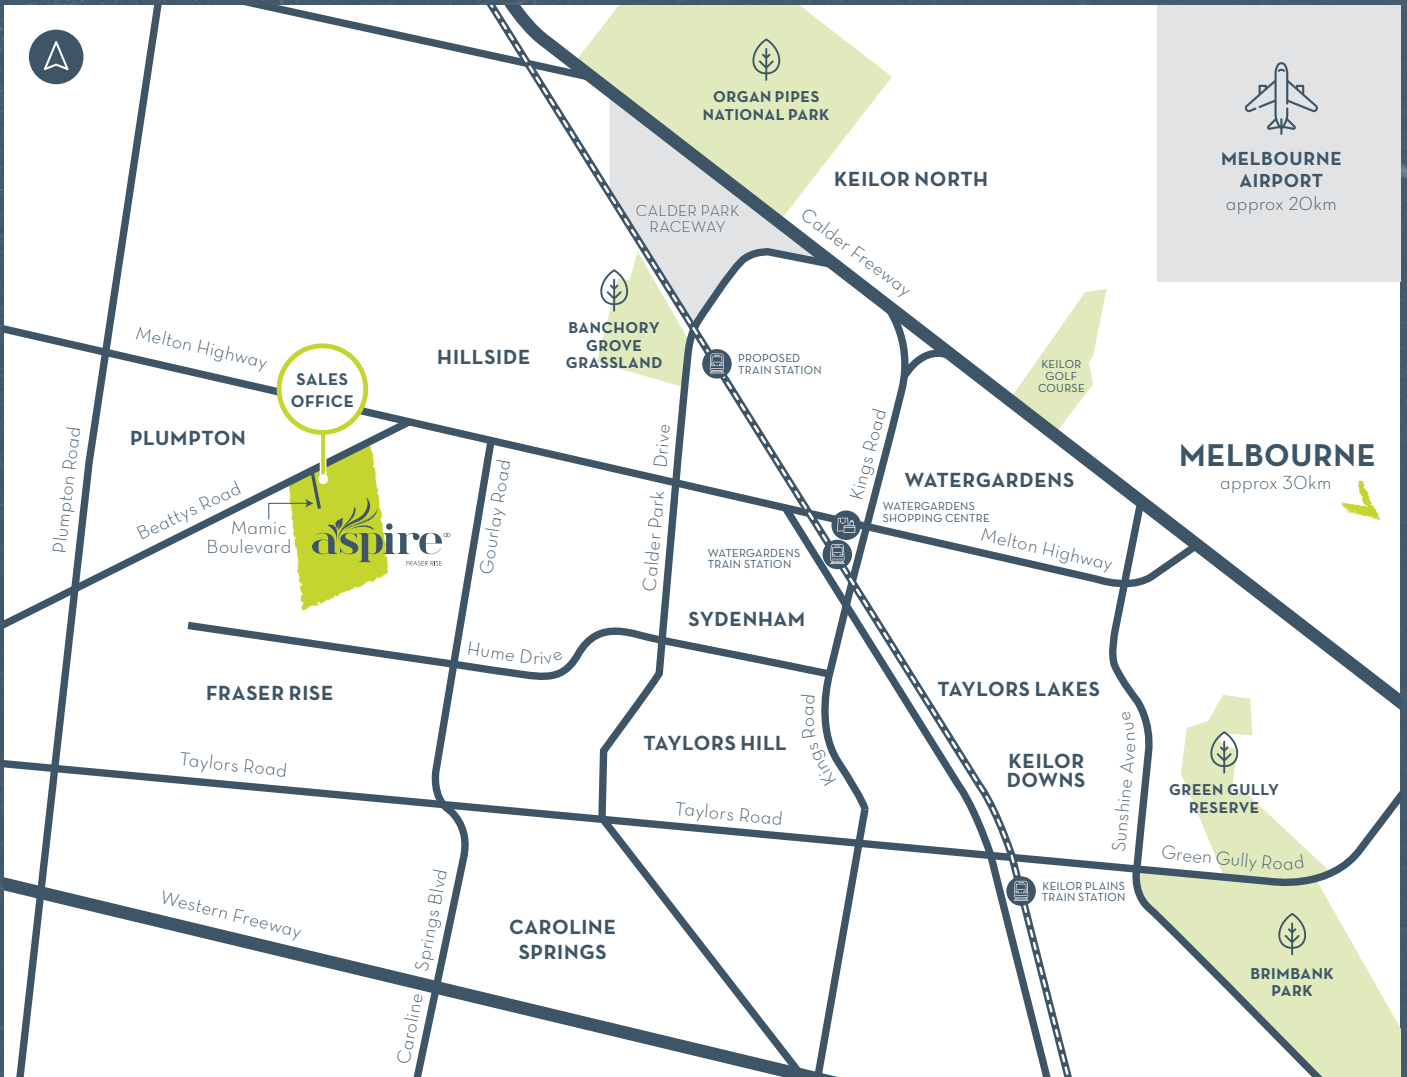 ORGAN PIPES
NATIONAL PARK
MELBOURNE
AIRPORT
approx 20km
KEILOR NORTH
CALDER PARK
RACEWAY
Calder Freeway
BANCHORY
GROVE
GRASSLAND
HILLSIDE
PROPOSED
TRAIN STATION
KEILOR
GOLF
COURSE
Melton Highway
SALES
OFFICE
PLUMPTON
Plumpton Road
Beattys Road
Mamic
Boulevard
aspire
FRASER RISE
Gourlay Road
Calder Park Drive
Kings Road
WATERGARDENS
WATERGARDENS
SHOPPING CENTRE
MELBOURNE
approx 30km
Melton Highway
WATERGARDENS
TRAIN STATION
SYDENHAM
Hume Drive
FRASER RISE
TAYLORS LAKES
TAYLORS HILL
Kings Road
KEILOR
DOWNS
Sunshine Avenue
GREEN GULLY
RESERVE
Taylors Road
Taylors Road
Green Gully Road
KEILOR PLAINS
TRAIN STATION
Western Freeway
Caroline Springs Blvd
CAROLINE
SPRINGS
BRIMBANK
PARK